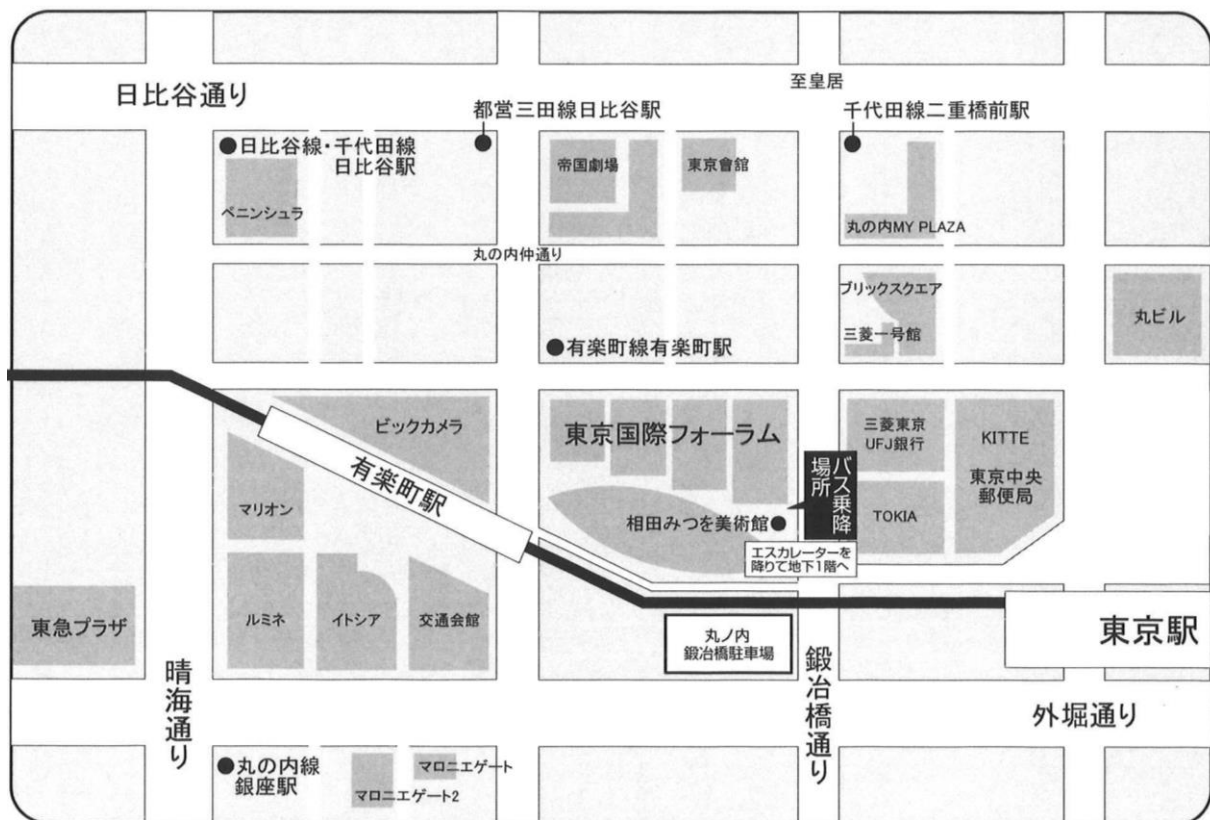 至皇居
日比谷通り
都営三田線日比谷駅
千代田線二重橋前駅
日比谷線・千代田線
日比谷駅
帝国劇場
東京會舘
ペニンシュラ
丸の内MY PLAZA
丸の内仲通り
ブリックスクエア
丸ビル
三菱一号館
有楽町線有楽町駅
ビックカメラ
東京国際フォーラム
三菱東京
UFJ銀行
KITTE
東京中央
郵便局
有楽町駅
バス乗降
場所
マリオン
相田みつを美術館
TOKIA
エスカレーターを
降りて地下1階へ
東急プラザ
ルミネ
イトシア
交通会館
丸ノ内
鍛冶橋駐車場
東京駅
晴海通り
鍛冶橋通り
外堀通り
丸の内線
銀座駅
マロニエゲート
マロニエゲート2